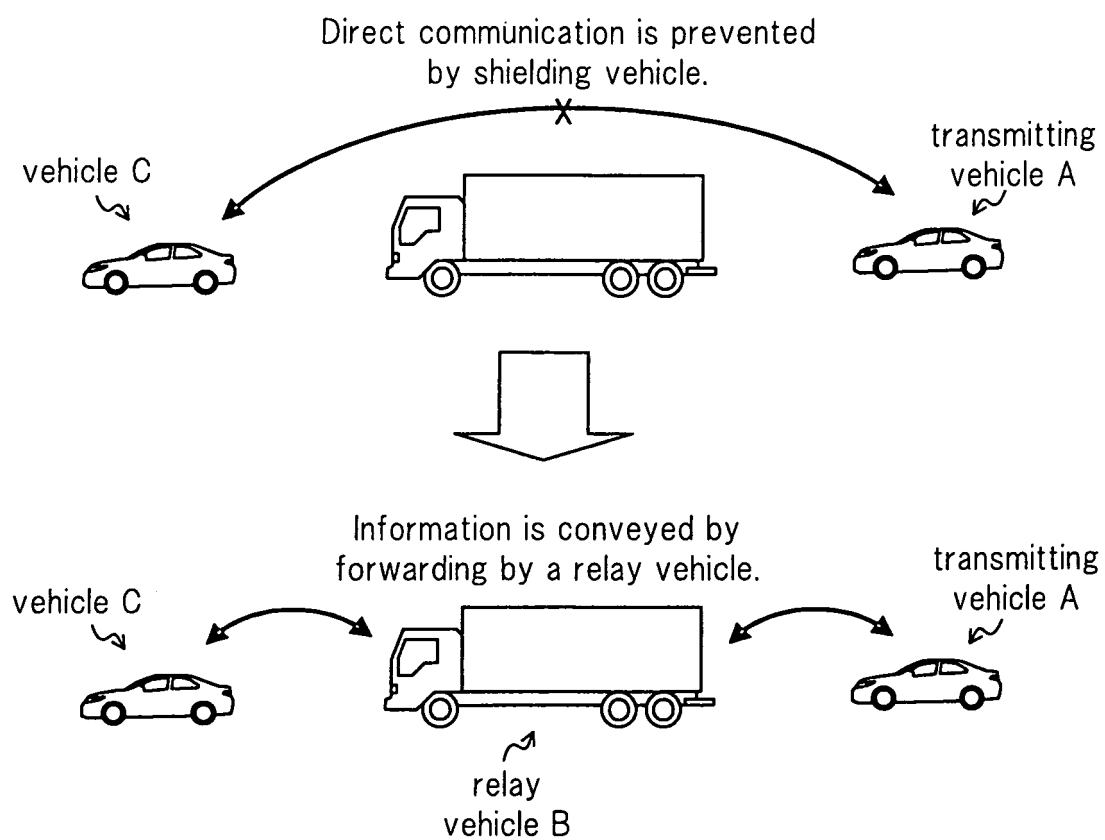 Direct communication is prevented
by shielding vehicle.
X
vehicle C
transmitting
vehicle A
Information is conveyed by
forwarding by a relay vehicle.
vehicle C
transmitting
vehicle A
relay
vehicle B